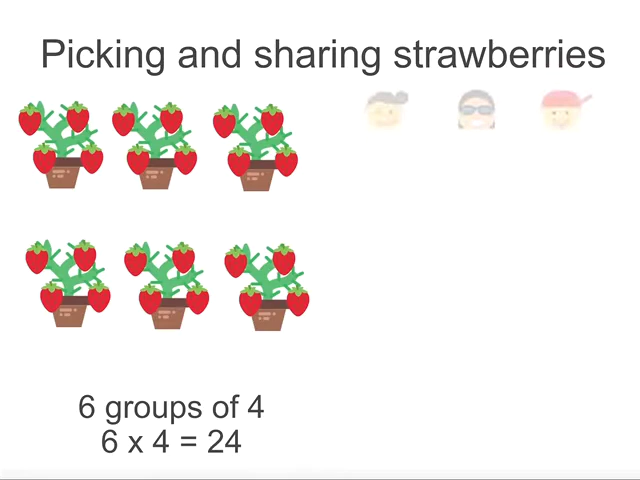 Picking and sharing strawberries
6 groups of 4
6 x 4 = 24